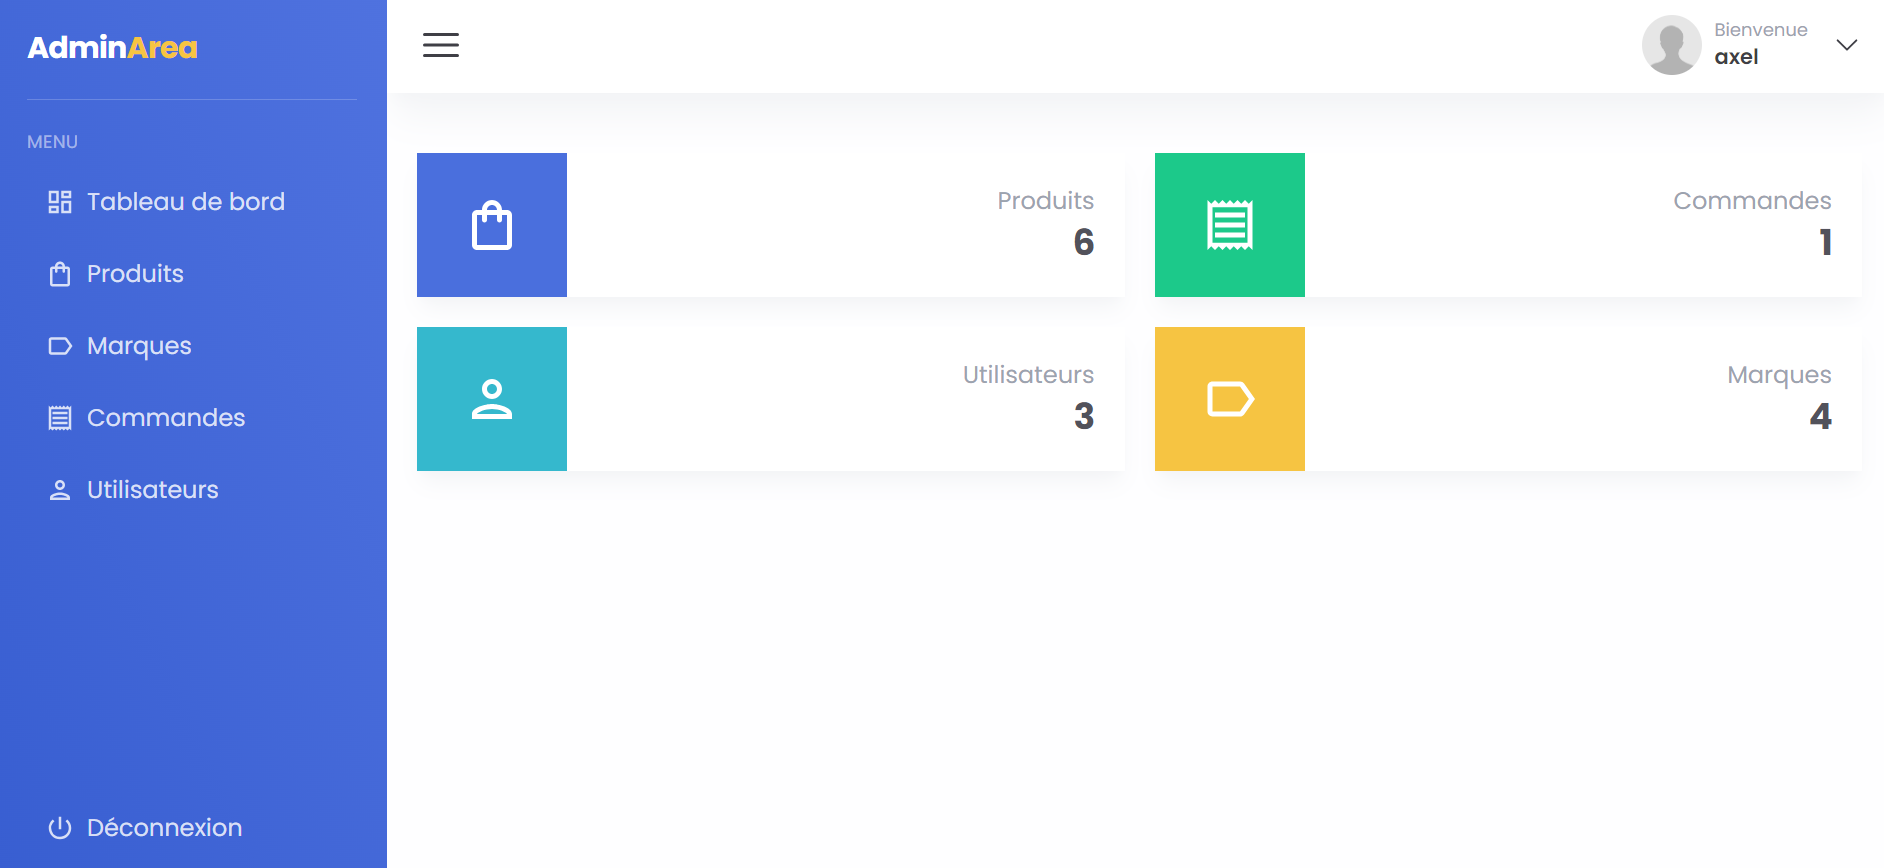 AdminArea
MENU
Tableau de bord
Produits
Marques
Commandes
Utilisateurs
Déconnexion
Bienvenue
axel
Produits
6
Commandes
1
Utilisateurs
3
Marques
4